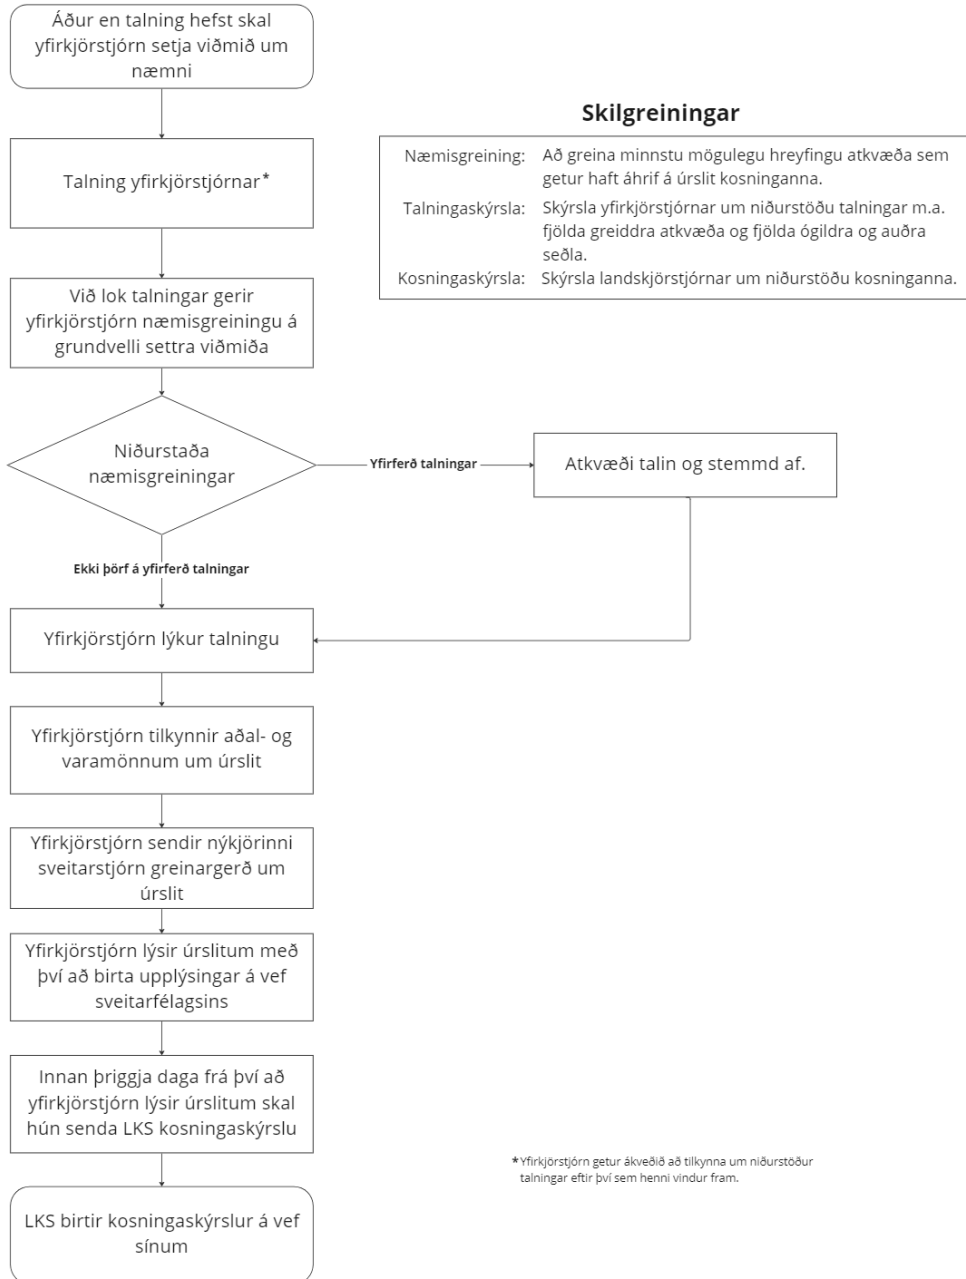 Áður en talning hefst skal
yfirkjörstjórn setja viðmið um
næmni
Talning yfirkjörstjórnar*
Við lok talningar gerir
yfirkjörstjórn næmisgreiningu á
grundvelli settra viðmiða
Niðurstaða
næmisgreiningar
Yfirferð talningar
Atkvæði talin og stemmd af.
Ekki þörf á yfirferð talningar
Yfirkjörstjórn lýkur talningu
Yfirkjörstjórn tilkynnir aðal- og
varamönnum um úrslit
Yfirkjörstjórn sendir nýkjörinni
sveitarstjórn greinargerð um
úrslit
Yfirkjörstjórn lýsir úrslitum með
því að birta upplýsingar á vef
sveitarfélagsins
Innan þriggja daga frá því að
yfirkjörstjórn lýsir úrslitum skal
hún senda LKS kosningaskýrslu
LKS birtir kosningaskýrslur á vef
sínum
Skilgreiningar
Næmisgreining: Að greina minnstu mögulegu hreyfingu atkvæða sem
getur haft áhrif á úrslit kosninganna.
Talningaskýrsla: Skýrsla yfirkjörstjórnar um niðurstöðu talningar m.a.
fjölda greiddra atkvæða og fjölda ógildra og auðra
seðla.
Kosningaskýrsla: Skýrsla landskjörstjórnar um niðurstöðu kosninganna.
*Yfirkjörstjórn getur ákveðið að tilkynna um niðurstöður
talningar eftir því sem henni vindur fram.